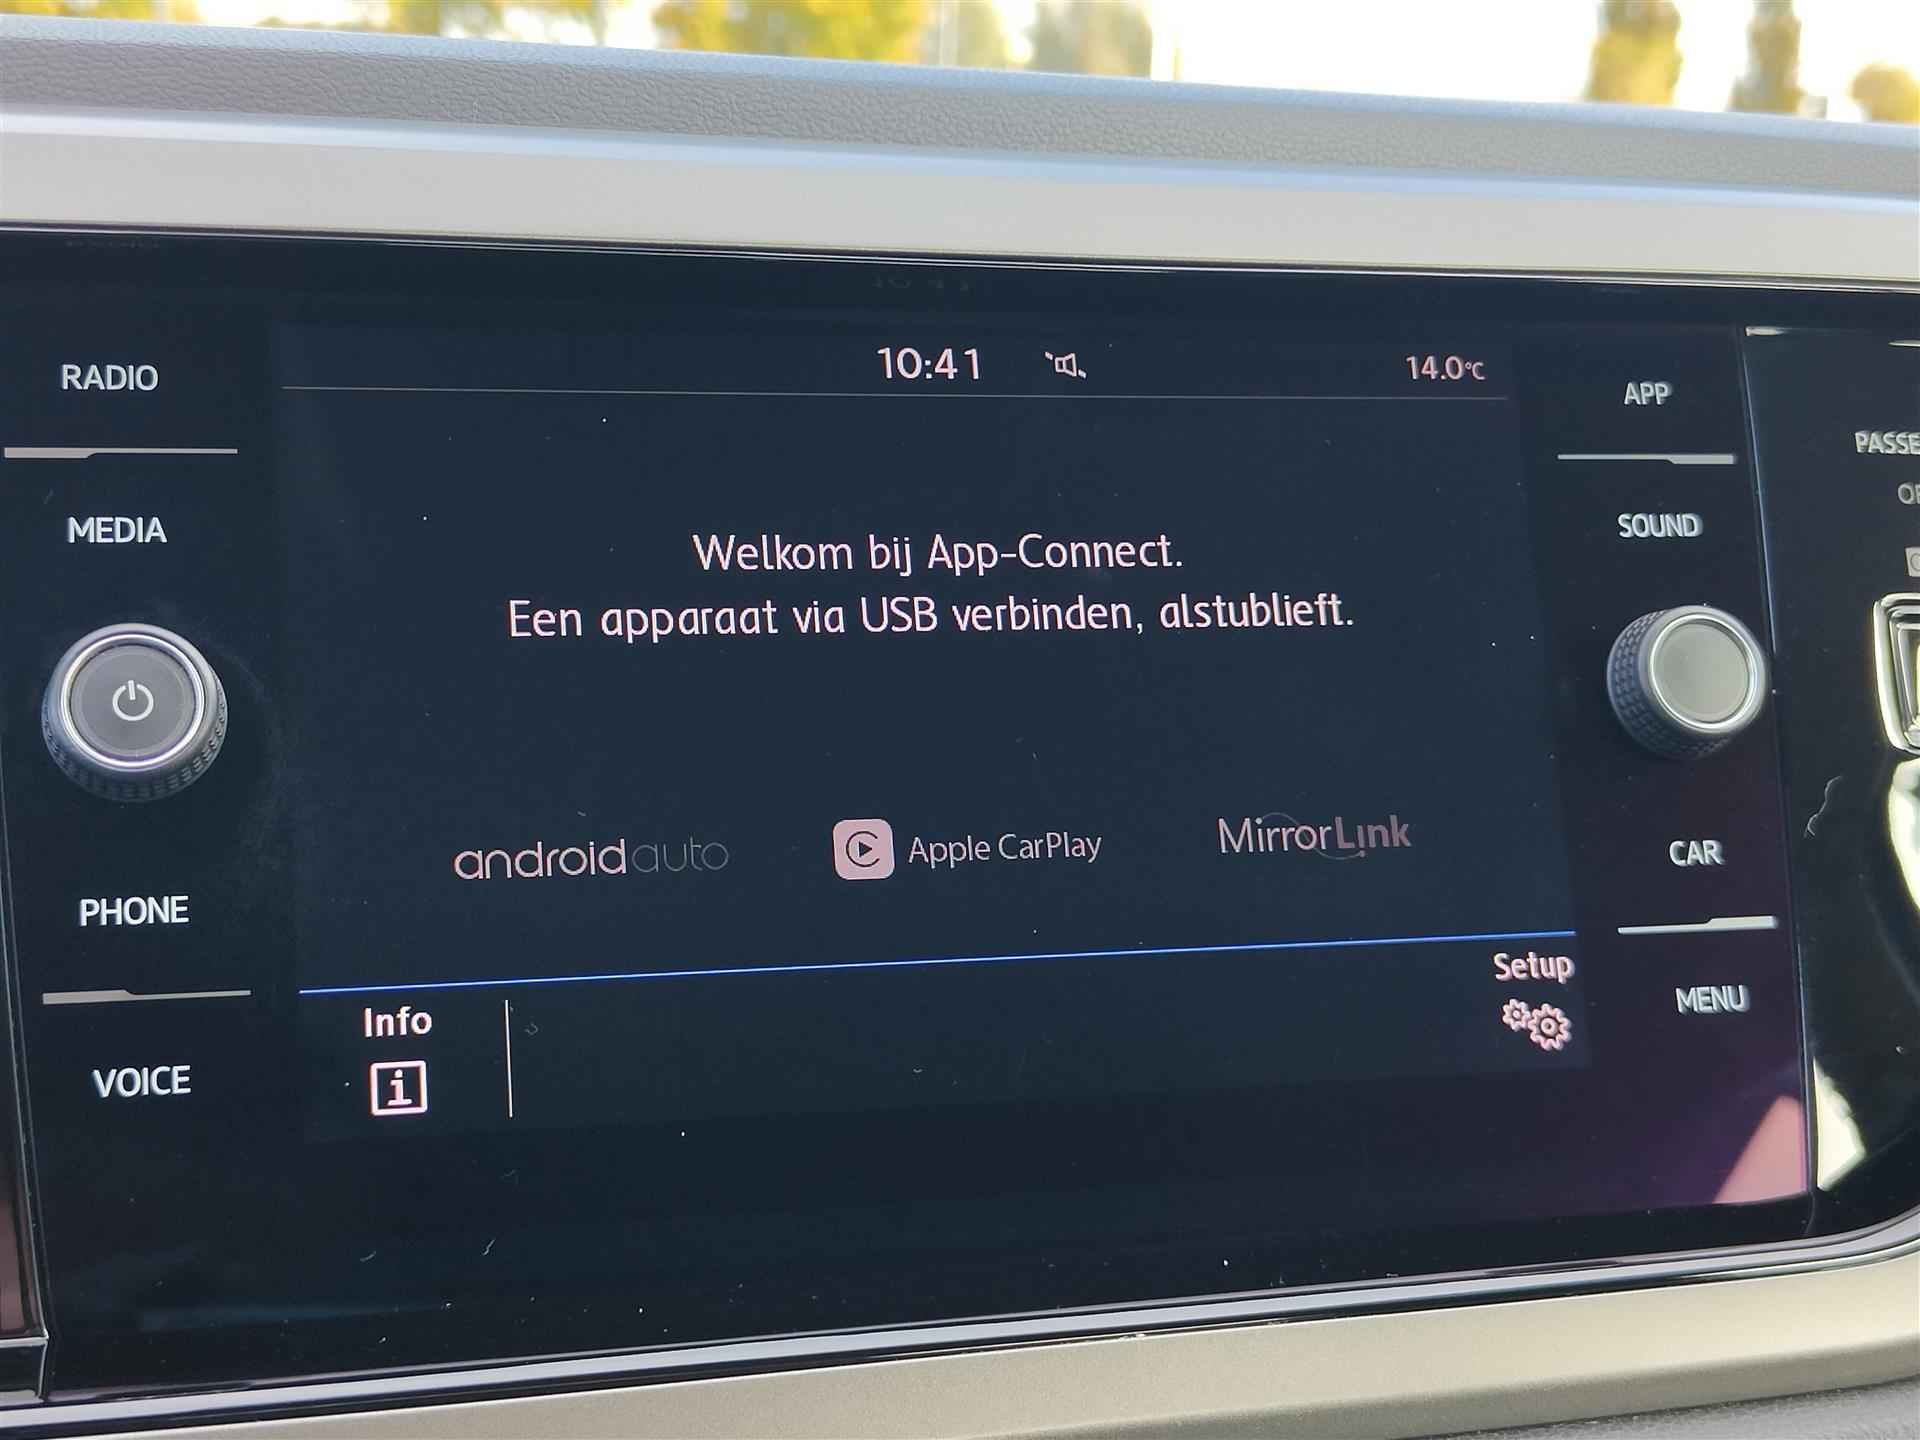 RADIO
MEDIA
PHONE
VOICE
10:41
14.0°C
Welkom bij App-Connect.
Een apparaat via USB verbinden, alstublieft.
androidauto
Apple CarPlay
MirrorLink
Info
Setup
APP
SOUND
CAR
MENU
PASSE